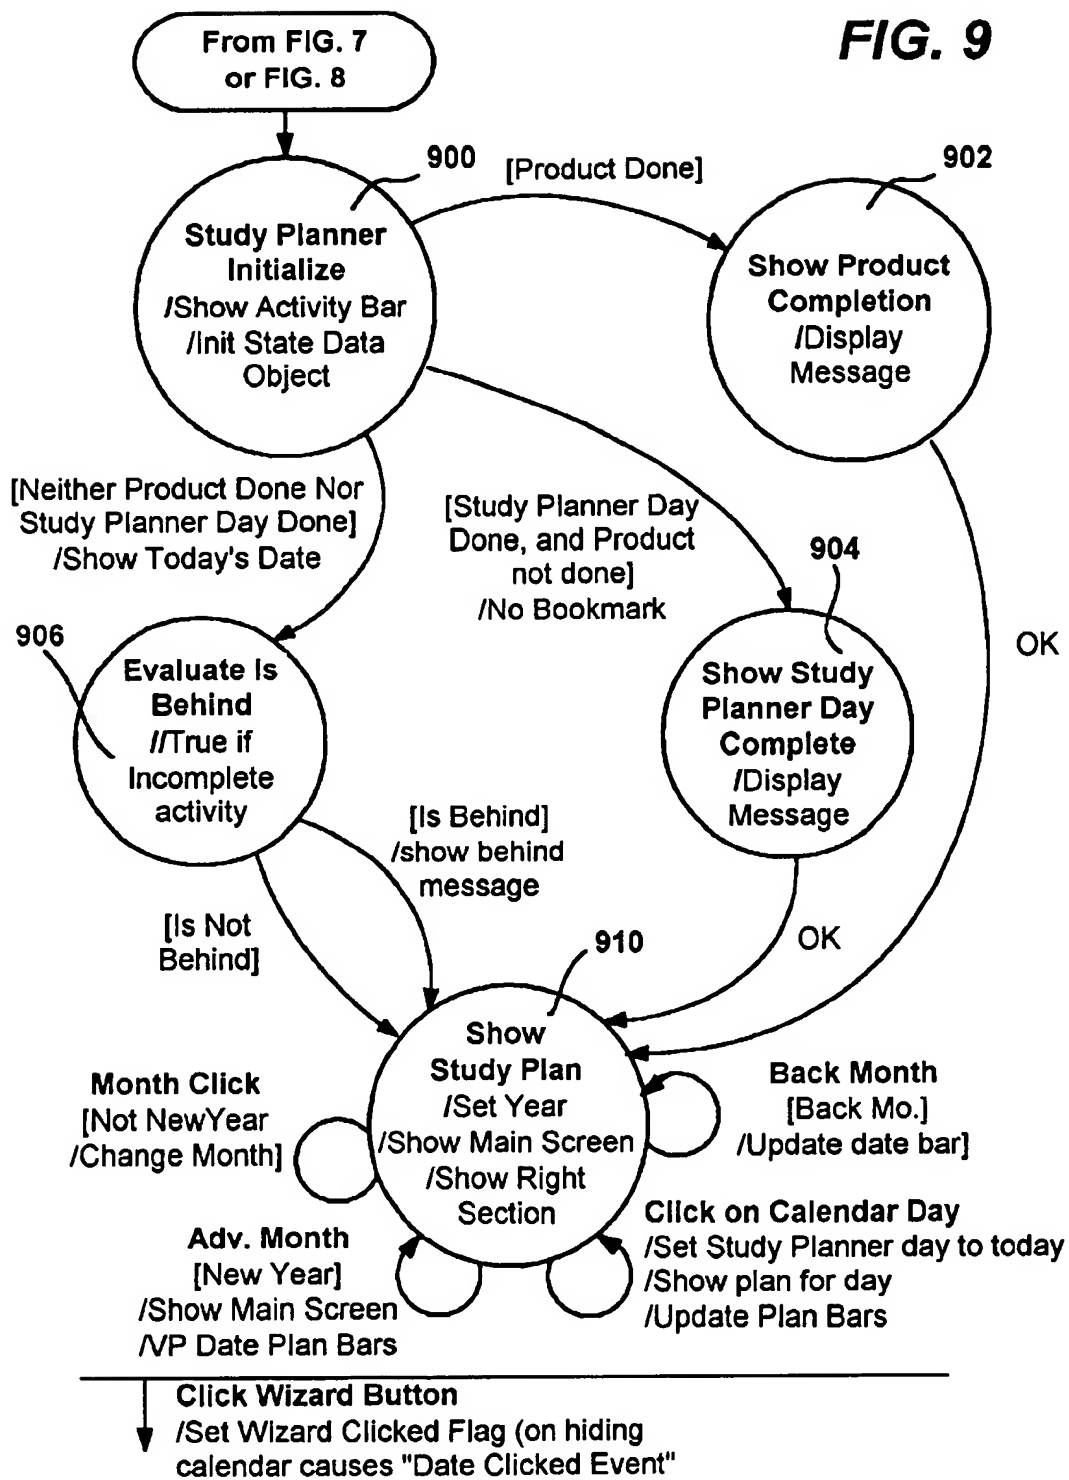 FIG. 9
From FIG. 7
or FIG. 8
900
[Product Done]
902
Study Planner
Initialize
/Show Activity Bar
/Init State Data
Object
Show Product
Completion
/Display
Message
[Neither Product Done Nor
Study Planner Day Done]
/Show Today's Date
[Study Planner Day
Done, and Product
not done]
/No Bookmark
904
OK
906
Evaluate Is
Behind
//True if
Incomplete
activity
Show Study
Planner Day
Complete
/Display
Message
[Is Behind]
/show behind
message
[Is Not
Behind]
OK
910
Show
Study Plan
/Set Year
/Show Main Screen
/Show Right
Section
Month Click
[Not NewYear
/Change Month]
Back Month
[Back Mo.]
/Update date bar]
Adv. Month
[New Year]
/Show Main Screen
/VP Date Plan Bars
Click on Calendar Day
/Set Study Planner day to today
/Show plan for day
/Update Plan Bars
Click Wizard Button
/Set Wizard Clicked Flag (on hiding
calendar causes "Date Clicked Event"